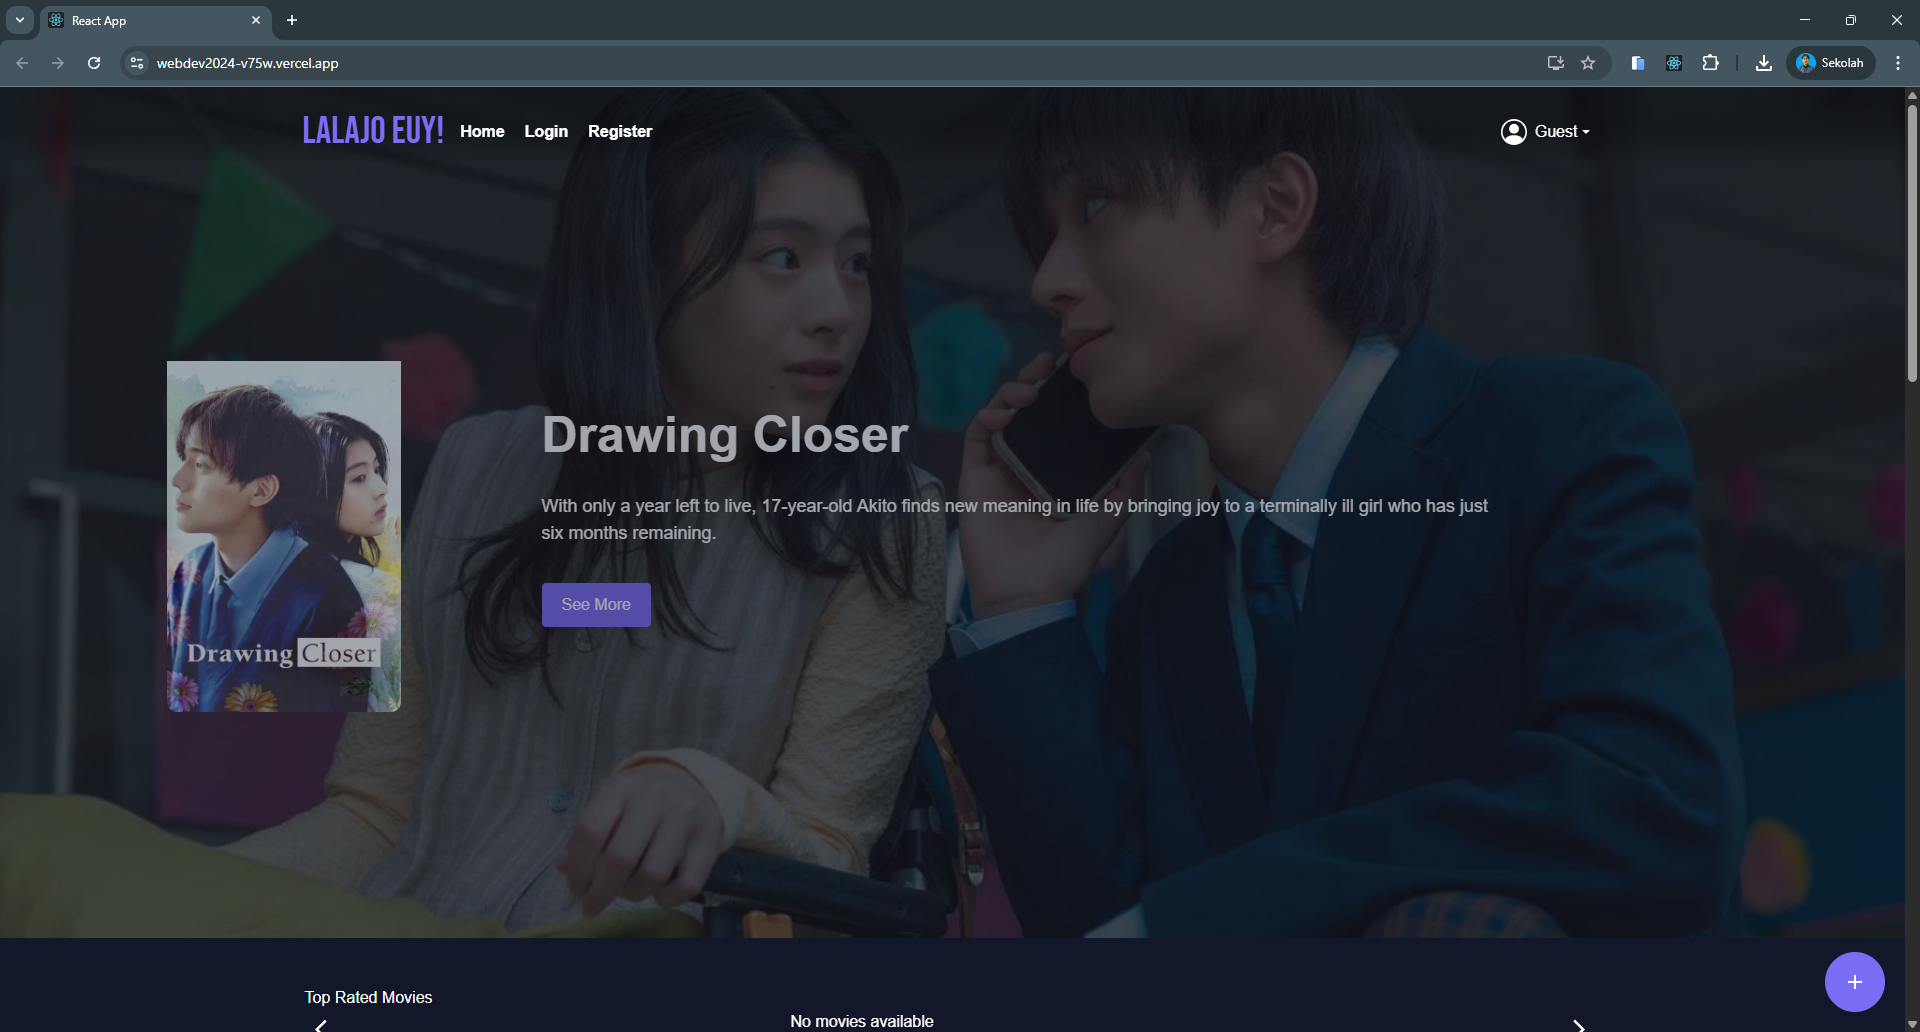 React App
webdev2024-v75w.vercel.app
Sekolah
LALAJO EUY!
Home
Login
Register
Guest
Drawing Closer
Drawing Closer
With only a year left to live, 17-year-old Akito finds new meaning in life by bringing joy to a terminally ill girl who has just
six months remaining.
See More
Top Rated Movies
No movies available